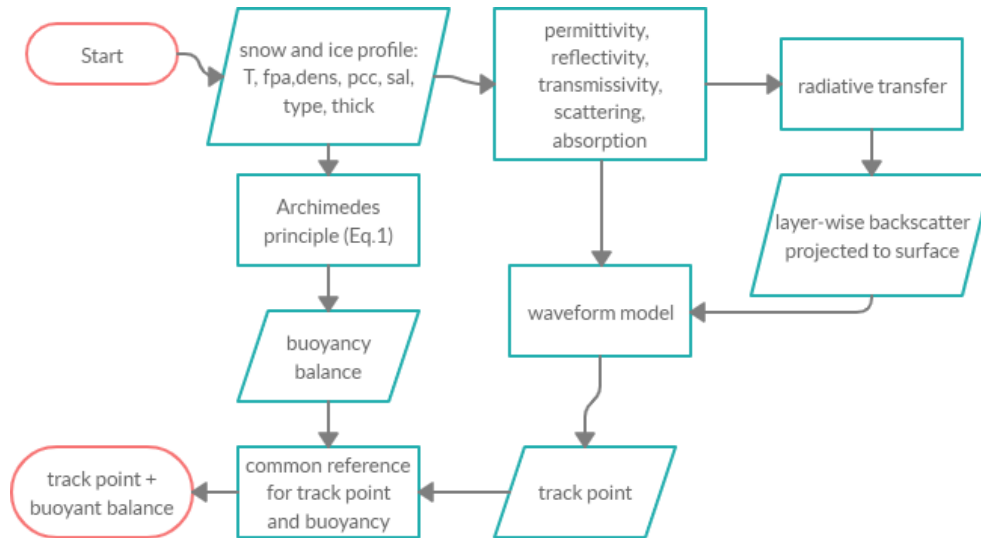 Start
snow and ice profile:
T, fpa,dens, pcc, sal,
type, thick
permittivity,
reflectivity,
transmissivity,
scattering,
absorption
radiative transfer
Archimedes
principle (Eq.1)
layer-wise backscatter
projected to surface
waveform model
buoyancy
balance
track point +
buoyant balance
common reference
for track point
and buoyancy
track point